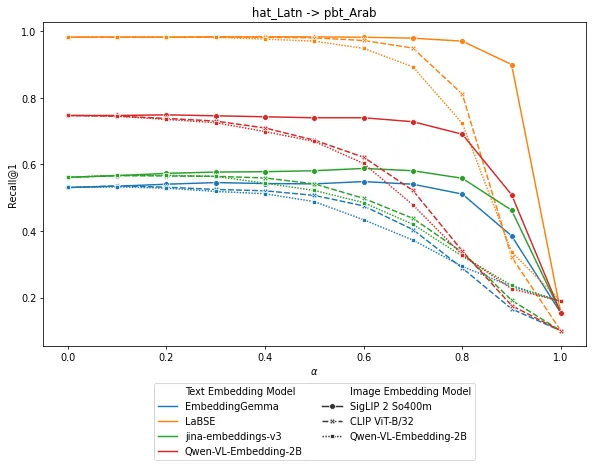 hat_Latn -> pbt_Arab
Recall@1
1.0
0.8
0.6
0.4
0.2
0.0 0.2 0.4 0.6 0.8 1.0
α
Text Embedding Model Image Embedding Model
EmbeddingGemma SigLIP 2 So400m
LaBSE CLIP ViT-B/32
jina-embeddings-v3 Qwen-VL-Embedding-2B
Qwen-VL-Embedding-2B